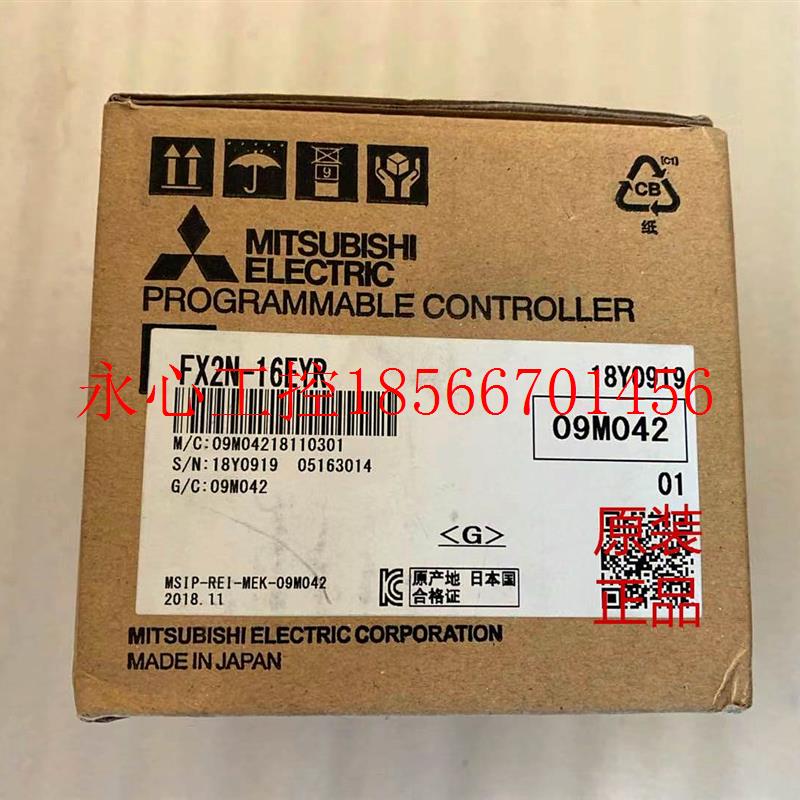 9
[C1]
CB
纸
MITSUBISHI
ELECTRIC
PROGRAMMABLE CONTROLLER
FX2N-16EYR
18Y0919
永心工控18566701456
09M042
M/C:09M04218110301
S/N:18Y0919 05163014
G/C:09M042
01
<G>
原装
正品
MSIP-REI-MEK-09M042
2018.11
原产地 日本国
合格证
MITSUBISHI ELECTRIC CORPORATION
MADE IN JAPAN